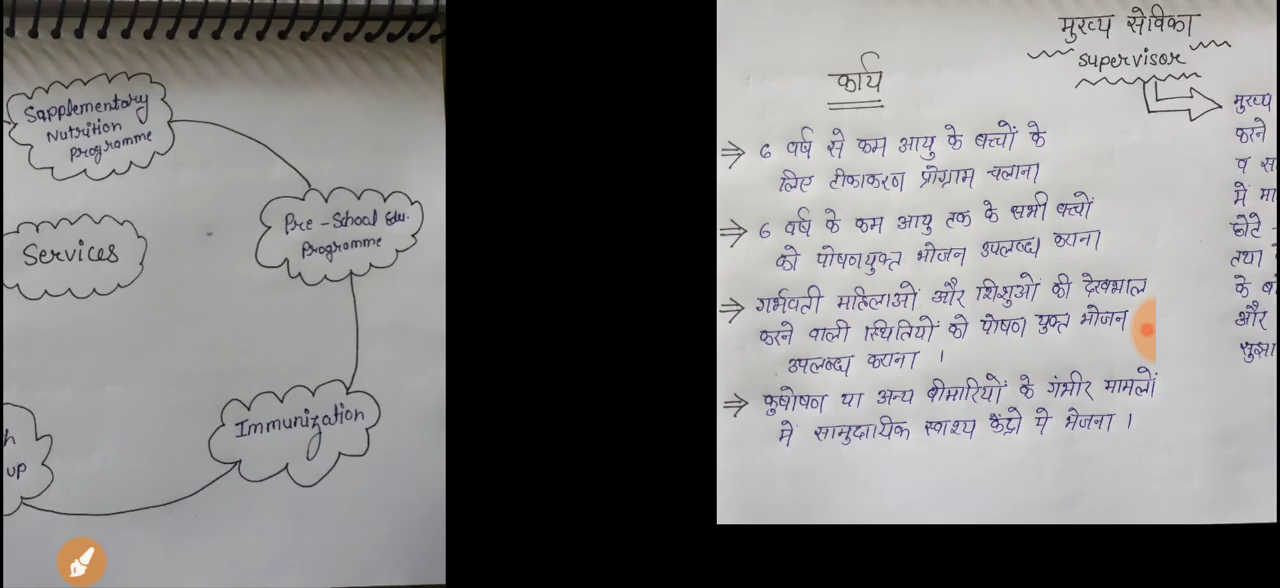 Sapplementary
Nutrition
Programme
Pre-School Edu.
Programme
Services
Immunization
h
up
मुख्य सेविका
supervisor
कार्य
⇒ 6 वर्ष से कम आयु के बच्चों के
लिए टीकाकरण प्रोग्राम चलाना
⇒ 6 वर्ष के कम आयु तक के सभी बच्चों
को पोषणयुक्त भोजन उपलब्ध कराना
⇒ गर्भवती महिलाओं और शिशुओं की देखभाल
करने वाली स्थितियों को पोषण युक्त भोजन
उपलब्ध कराना ।
⇒ कुषोषण या अन्य बीमारियों के गंभीर मामलों
में सामुदायिक स्वाश्य केंद्रो मे भेजना ।
मुख्य
करने
व स
में मा
छोटे
तथा
के ब
और
सुझा